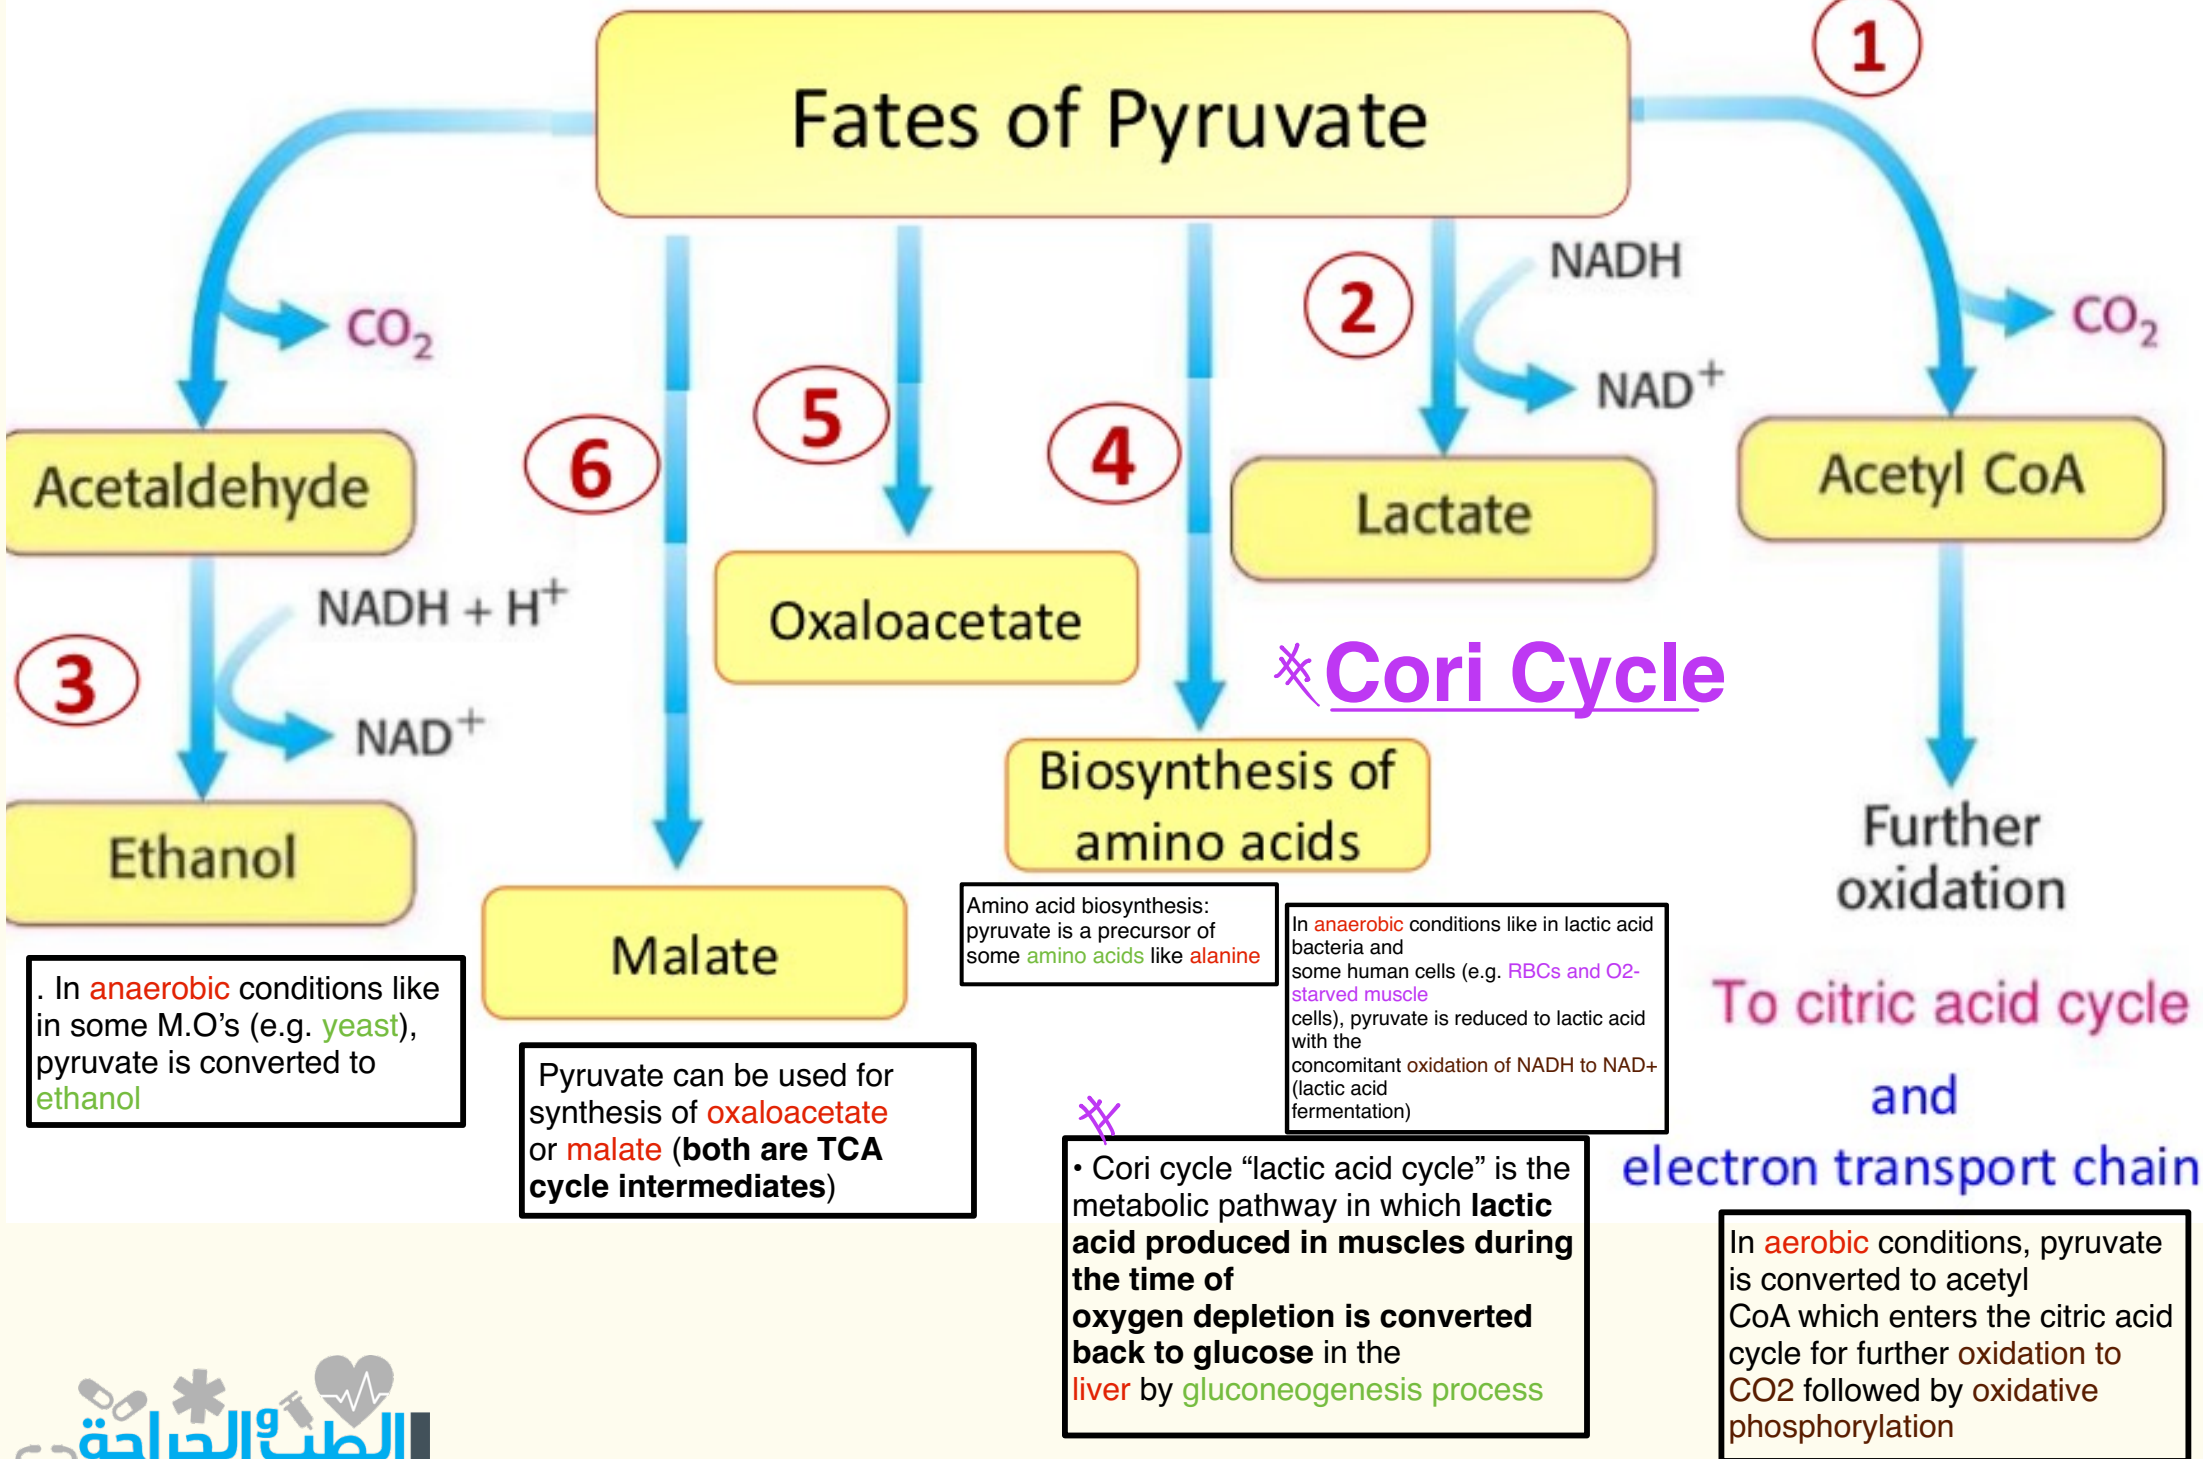 Fates of Pyruvate
1
CO2
Acetaldehyde
NADH + H+
3
NAD+
Ethanol
. In anaerobic conditions like
in some M.O’s (e.g. yeast),
pyruvate is converted to
ethanol
6
Malate
Pyruvate can be used for
synthesis of oxaloacetate
or malate (both are TCA
cycle intermediates)
5
Oxaloacetate
4
Biosynthesis of
amino acids
Amino acid biosynthesis:
pyruvate is a precursor of
some amino acids like alanine
2
NADH
NAD+
Lactate
Cori Cycle
In anaerobic conditions like in lactic acid
bacteria and
some human cells (e.g. RBCs and O2-
starved muscle
cells), pyruvate is reduced to lactic acid
with the
concomitant oxidation of NADH to NAD+
(lactic acid
fermentation)
• Cori cycle “lactic acid cycle” is the
metabolic pathway in which lactic
acid produced in muscles during
the time of
oxygen depletion is converted
back to glucose in the
liver by gluconeogenesis process
CO2
Acetyl CoA
Further
oxidation
To citric acid cycle
and
electron transport chain
In aerobic conditions, pyruvate
is converted to acetyl
CoA which enters the citric acid
cycle for further oxidation to
CO2 followed by oxidative
phosphorylation
الطب والجراحة